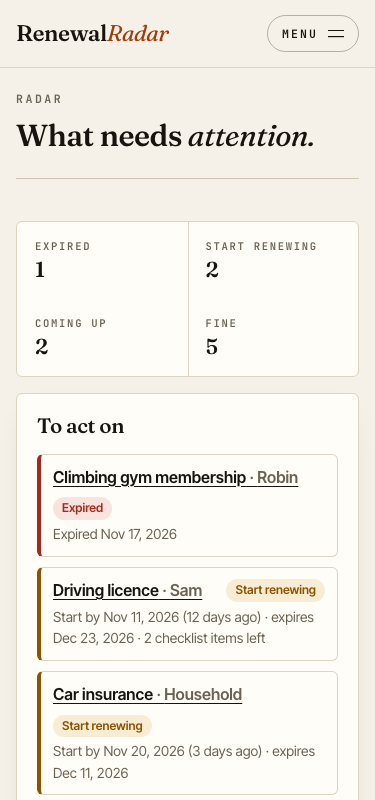 RenewalRadar
MENU
RADAR
What needs attention.
EXPIRED
1
START RENEWING
2
COMING UP
2
FINE
5
To act on
Climbing gym membership · Robin
Expired
Expired Nov 17, 2026
Driving licence · Sam
Start renewing
Start by Nov 11, 2026 (12 days ago) · expires
Dec 23, 2026 · 2 checklist items left
Car insurance · Household
Start renewing
Start by Nov 20, 2026 (3 days ago) · expires
Dec 11, 2026